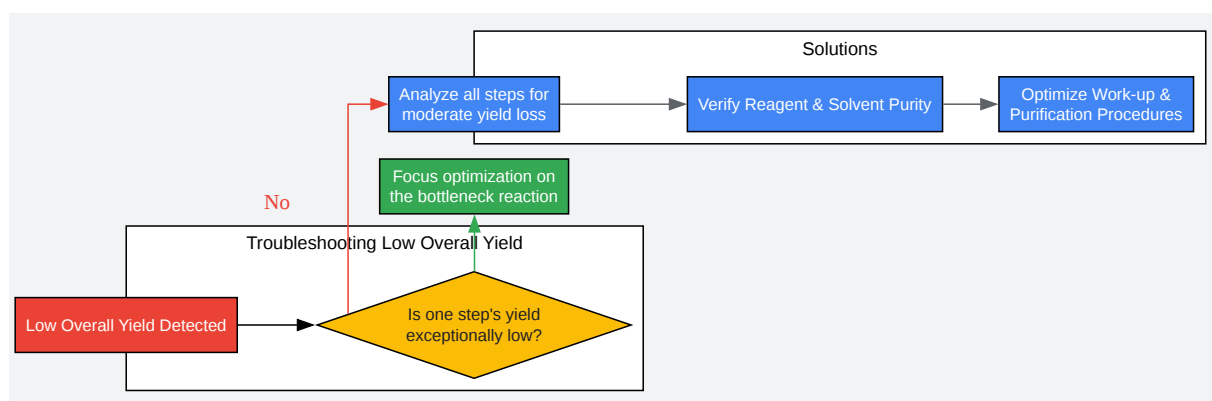 Solutions
Analyze all steps for
moderate yield loss
Verify Reagent & Solvent Purity
Optimize Work-up &
Purification Procedures
Focus optimization on
the bottleneck reaction
No
Troubleshooting Low Overall Yield
Low Overall Yield Detected
Is one step's yield
exceptionally low?